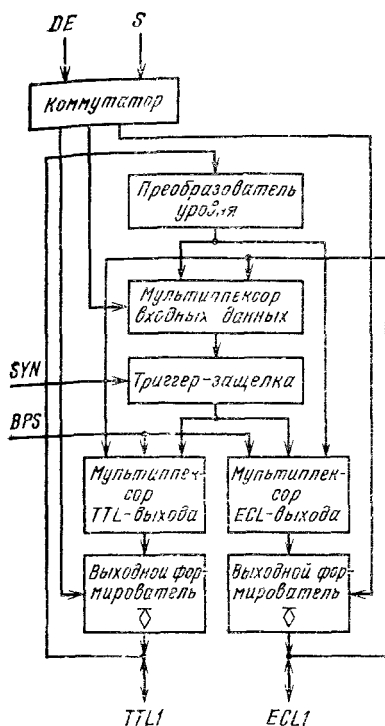 DE
S
Коммутатор
Преобразователь
уровня
Мультиплексор
входных данных
SYN
Триггер-защелка
BPS
Мультиплек-
сор
TTL-выхода
Мультиплек-
сор
ECL-выхода
Выходной фор-
мирователь
Выходной фор-
мирователь
TTL1
ECL1